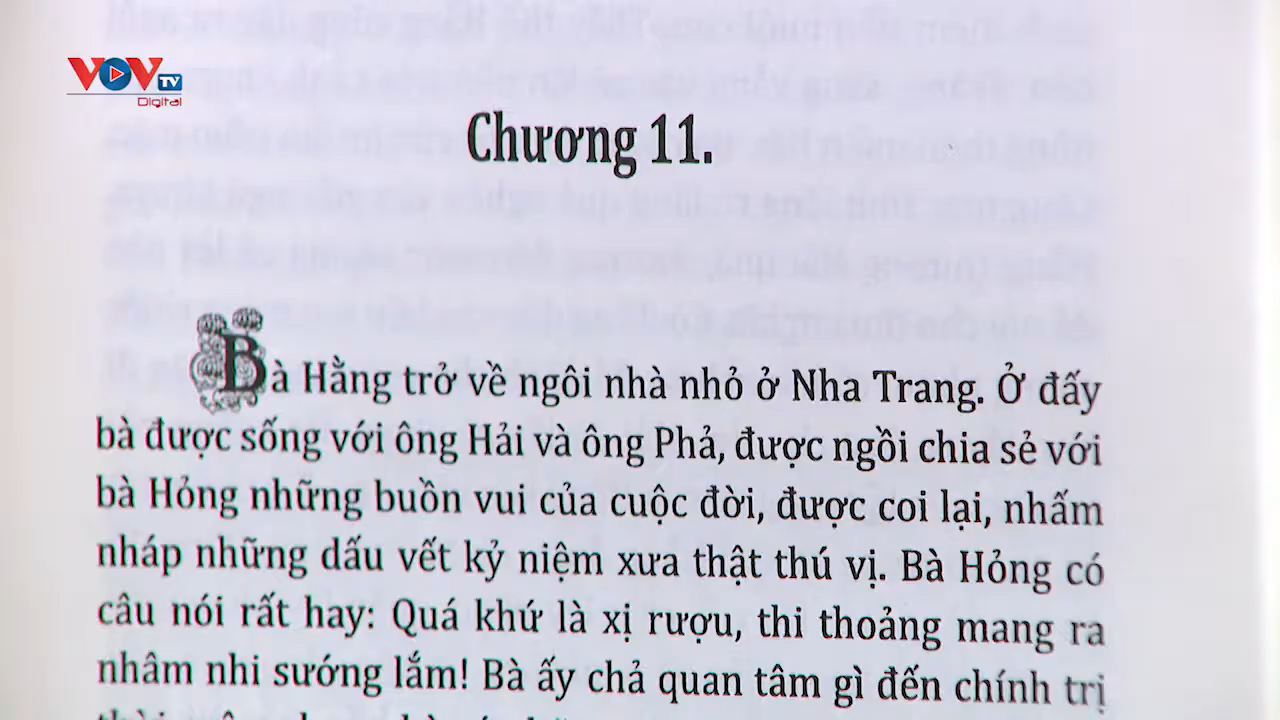 VOV TV
Digital
Chương 11.
Bà Hằng trở về ngôi nhà nhỏ ở Nha Trang. Ở đấy
bà được sống với ông Hải và ông Phả, được ngồi chia sẻ với
bà Hỏng những buồn vui của cuộc đời, được coi lại, nhấm
nháp những dấu vết kỷ niệm xưa thật thú vị. Bà Hỏng có
câu nói rất hay: Quá khứ là xị rượu, thi thoảng mang ra
nhâm nhi sướng lắm! Bà ấy chả quan tâm gì đến chính trị